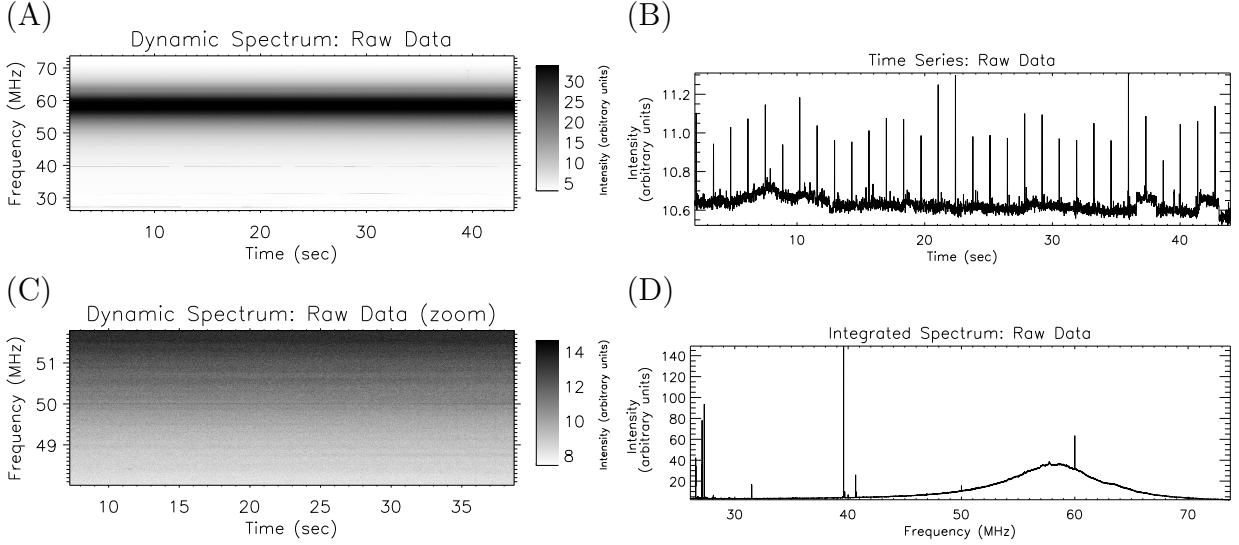 (A)
Dynamic Spectrum: Raw Data
Frequency (MHz)
70
60
50
40
30
10
20
30
40
Time (sec)
30
25
20
15
10
5
Intensity (arbitrary units)
(B)
Time Series: Raw Data
Intensity
(arbitrary units)
11.2
11.0
10.8
10.6
10
20
30
40
Time (sec)
(C)
Dynamic Spectrum: Raw Data (zoom)
Frequency (MHz)
51
50
49
10
15
20
25
30
35
Time (sec)
14
12
10
8
Intensity (arbitrary units)
(D)
Integrated Spectrum: Raw Data
Intensity
(arbitrary units)
140
120
100
80
60
40
20
30
40
50
60
70
Frequency (MHz)